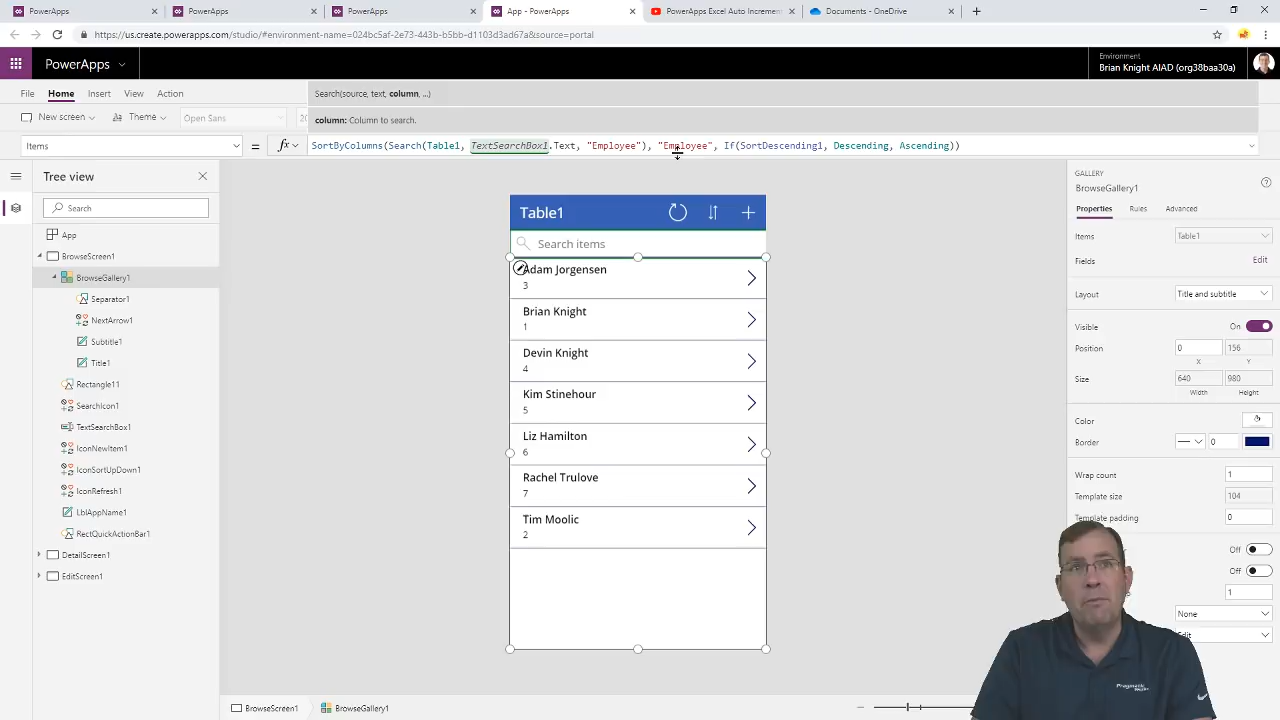 PowerApps
PowerApps
PowerApps
App - PowerApps
PowerApps Excel Auto Increment
Documents - OneDrive
https://us.create.powerapps.com/studio/#environment-name=024bc5af-2e73-443b-b5bb-d1103d3ad67a&source=portal
PowerApps
Environment
Brian Knight AIAD (org38baa30a)
File
Home
Insert
View
Action
Search(source, text, column, ...)
New screen
Theme
Open Sans
column: Column to search.
Items
=
fx
SortByColumns(Search(Table1, TextSearchBox1.Text, "Employee"), "Employee", If(SortDescending1, Descending, Ascending))
Tree view
Search
App
BrowseScreen1
BrowseGallery1
Separator1
NextArrow1
Subtitle1
Title1
Rectangle11
SearchIcon1
TextSearchBox1
IconNewItem1
IconSortUpDown1
IconRefresh1
LblAppName1
RectQuickActionBar1
DetailScreen1
EditScreen1
Table1
Search items
Adam Jorgensen
3
Brian Knight
1
Devin Knight
4
Kim Stinehour
5
Liz Hamilton
6
Rachel Trulove
7
Tim Moolic
2
GALLERY
BrowseGallery1
Properties
Rules
Advanced
Items
Table1
Fields
Edit
Layout
Title and subtitle
Visible
On
Position
0
156
X
Y
Size
640
980
Width
Height
Color
Border
0
Wrap count
1
Template size
104
Template padding
0
Off
Off
1
None
Pragmatic Works
BrowseScreen1
BrowseGallery1